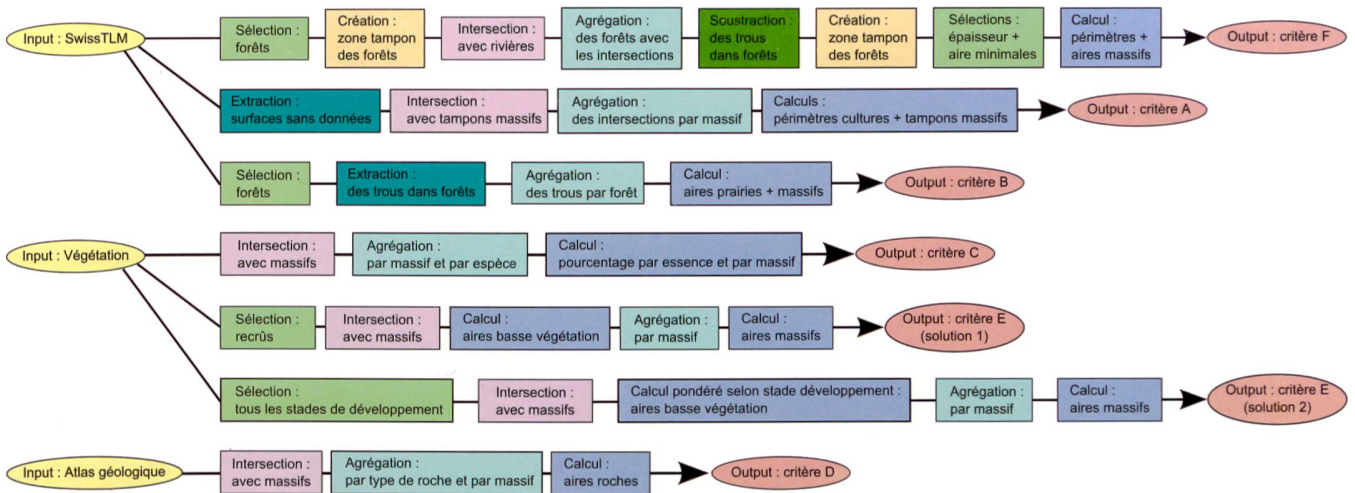 Input : SwissTLM
Sélection :
forêts
Création :
zone tampon
des forêts
Intersection :
avec rivières
Agrégation :
des forêts avec
les intersections
Soustraction :
des trous
dans forêts
Création :
zone tampon
des forêts
Sélections :
épaisseur +
aire minimales
Calcul :
périmètres +
aires massifs
Output : critère F
Extraction :
surfaces sans données
Intersection :
avec tampons massifs
Agrégation :
des intersections par massif
Calculs :
périmètres cultures + tampons massifs
Output : critère A
Sélection :
forêts
Extraction :
des trous dans forêts
Agrégation :
des trous par forêt
Calcul :
aires prairies + massifs
Output : critère B
Input : Végétation
Intersection :
avec massifs
Agrégation :
par massif et par espèce
Calcul :
pourcentage par essence et par massif
Output : critère C
Sélection :
recrûs
Intersection :
avec massifs
Calcul :
aires basse végétation
Agrégation :
par massif
Calcul :
aires massifs
Output : critère E
(solution 1)
Sélection :
tous les stades de développement
Intersection :
avec massifs
Calcul pondéré selon stade développement :
aires basse végétation
Agrégation :
par massif
Calcul :
aires massifs
Output : critère E
(solution 2)
Input : Atlas géologique
Intersection :
avec massifs
Agrégation :
par type de roche et par massif
Calcul :
aires roches
Output : critère D